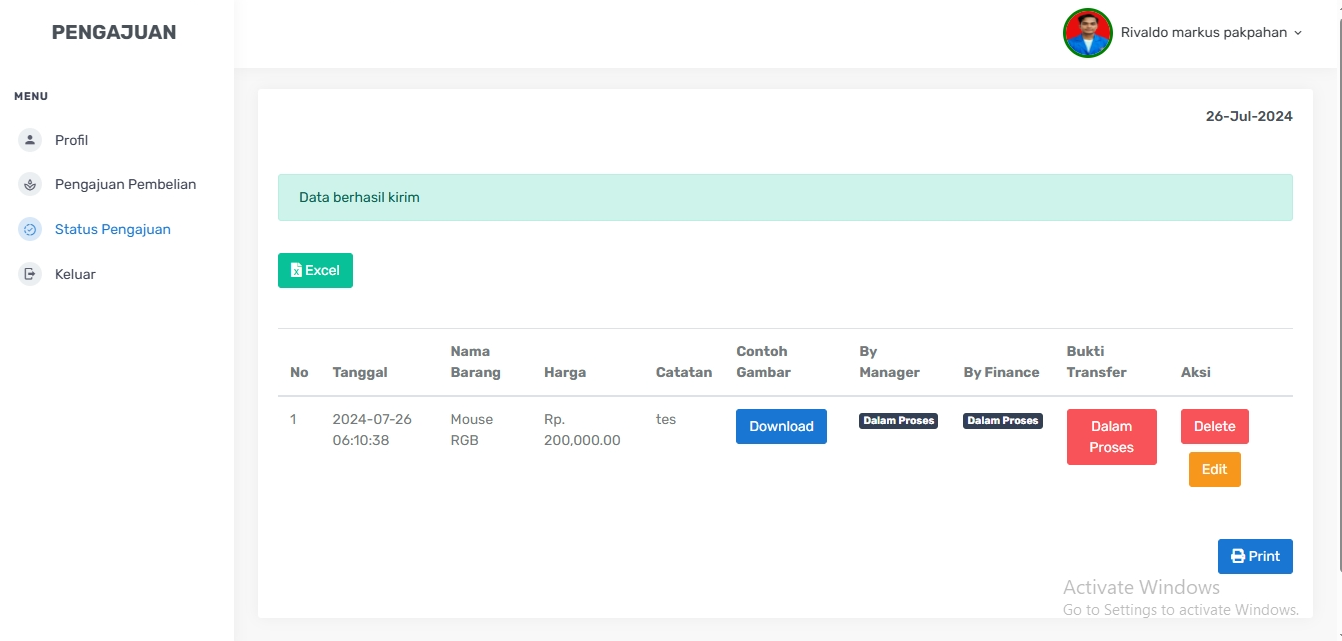 PENGAJUAN
Rivaldo markus pakpahan
MENU
Profil
Pengajuan Pembelian
Status Pengajuan
Keluar
26-Jul-2024
Data berhasil kirim
Excel
No Tanggal Nama Barang Harga Catatan Contoh Gambar By Manager By Finance Bukti Transfer Aksi
1 2024-07-26 06:10:38 Mouse RGB Rp. 200,000.00 tes Download Dalam Proses Dalam Proses Dalam Proses Delete
Edit
Print
Activate Windows
Go to Settings to activate Windows.